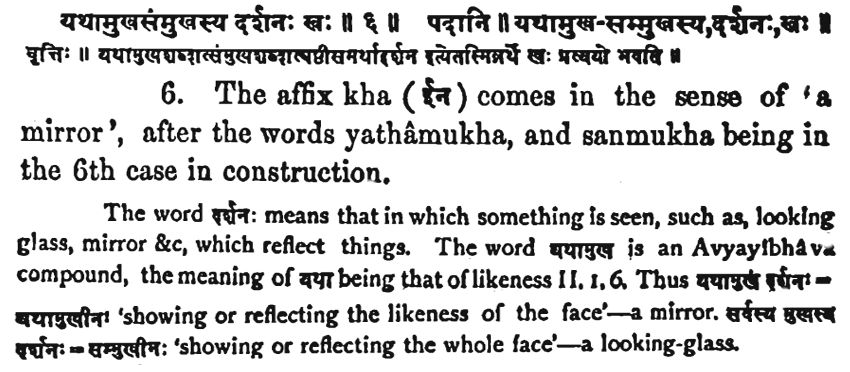 यथामुखसंमुखस्य दर्शनः खः ॥ ६ ॥ पदानि ॥ यथामुख-सम्मुखस्य, दर्शनः, खः ॥
वृत्तिः ॥ यथामुखशब्दात्संमुखशब्दात्षष्ठीसमर्थाद्दर्शन इत्येतस्मिन्नर्थे खः प्रत्ययो भवति ॥
6. The affix kha (ईन) comes in the sense of 'a
mirror', after the words yathâmukha, and sanmukha being in
the 6th case in construction.
The word दर्शनः means that in which something is seen, such as, looking
glass, mirror &c, which reflect things. The word यथामुख is an Avyayîbhâva
compound, the meaning of यथा being that of likeness II. 1. 6. Thus यथामुखं दर्शनः =
यथामुखीनः 'showing or reflecting the likeness of the face'—a mirror. सर्वस्य मुखस्य
दर्शनः = सम्मुखीनः 'showing or reflecting the whole face'—a looking-glass.